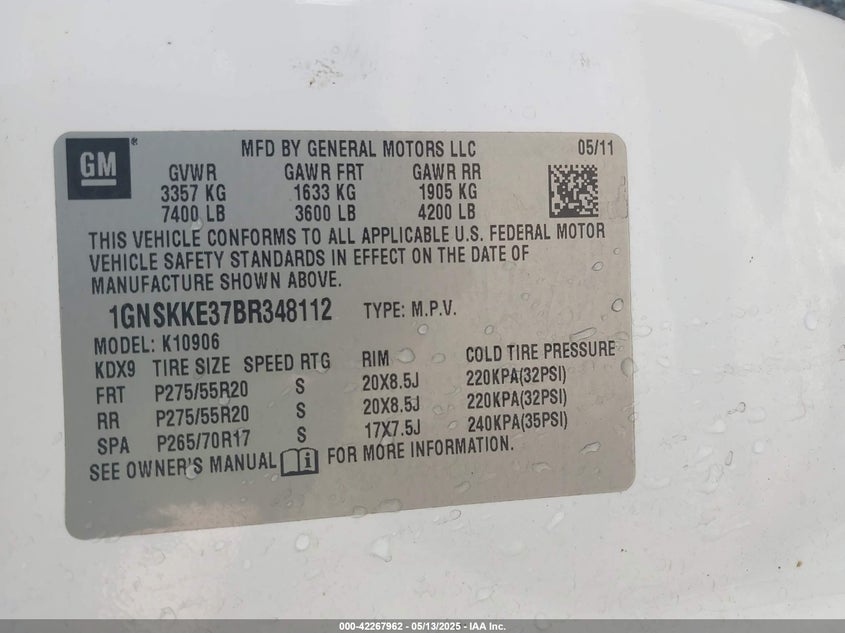 GM®
MFD BY GENERAL MOTORS LLC 05/11
GVWR GAWR FRT GAWR RR
3357 KG 1633 KG 1905 KG
7400 LB 3600 LB 4200 LB
THIS VEHICLE CONFORMS TO ALL APPLICABLE U.S. FEDERAL MOTOR
VEHICLE SAFETY STANDARDS IN EFFECT ON THE DATE OF
MANUFACTURE SHOWN ABOVE.
1GNSKKE37BR348112 TYPE: M.P.V.
MODEL: K10906
KDX9 TIRE SIZE SPEED RTG RIM COLD TIRE PRESSURE
FRT P275/55R20 S 20X8.5J 220KPA(32PSI)
RR P275/55R20 S 20X8.5J 220KPA(32PSI)
SPA P265/70R17 S 17X7.5J 240KPA(35PSI)
SEE OWNER'S MANUAL i FOR MORE INFORMATION.
000-42267962 - 05/13/2025 - IAA Inc.